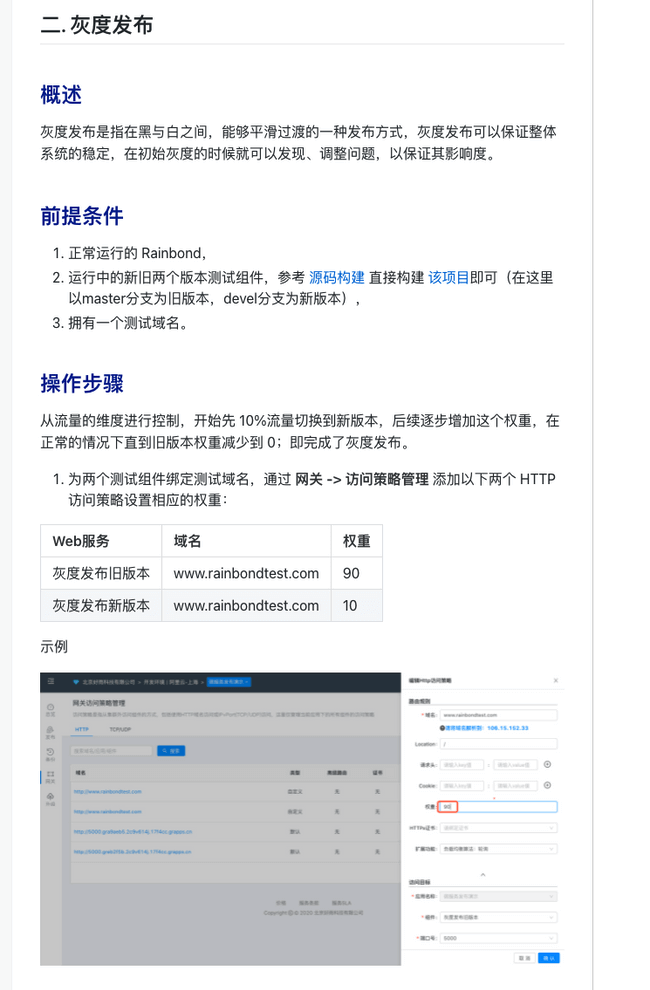 二. 灰度发布
概述
灰度发布是指在黑与白之间，能够平滑过渡的一种发布方式，灰度发布可以保证整体
系统的稳定，在初始灰度的时候就可以发现、调整问题，以保证其影响度。
前提条件
1. 正常运行的 Rainbond，
2. 运行中的新旧两个版本测试组件，参考 源码构建 直接构建 该项目即可（在这里
以master分支为旧版本，devel分支为新版本），
3. 拥有一个测试域名。
操作步骤
从流量的维度进行控制，开始先 10%流量切换到新版本，后续逐步增加这个权重，在
正常的情况下直到旧版本权重减少到 0；即完成了灰度发布。
1. 为两个测试组件绑定测试域名，通过 网关 -> 访问策略管理 添加以下两个 HTTP
访问策略设置相应的权重：
Web服务 域名 权重
灰度发布旧版本 www.rainbondtest.com 90
灰度发布新版本 www.rainbondtest.com 10
示例
编辑Http访问策略
网关访问策略管理
路由规则
* 域名: www.rainbondtest.com
HTTP TCP/UDP
Location: /
请求头:
搜索
域名 类型 高级路由 证书
Cookie:
http://www.rainbondtest.com 自定义 无 无
权重: 90
http://www.rainbondtest.com 自定义 无 无
HTTPs证书:
默认 无 无
扩展功能: 负载均衡算法: 轮询
默认 无 无
访问目标
* 应用名称:
* 组件: 灰度发布旧版本
* 端口号: 5000
取消 确认